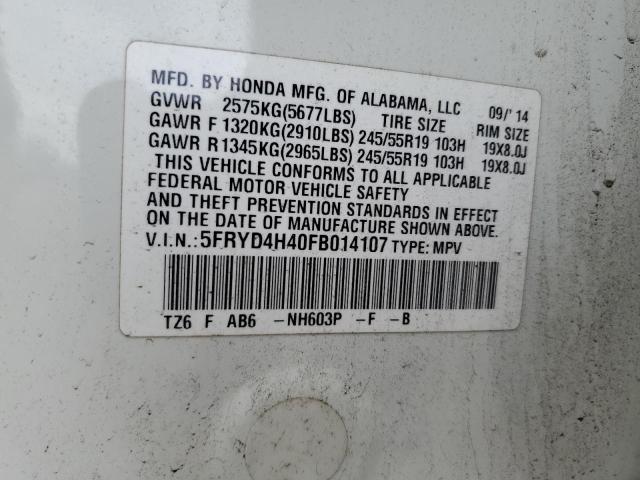 MFD. BY HONDA MFG. OF ALABAMA, LLC 09/'14
GVWR 2575KG(5677LBS) TIRE SIZE RIM SIZE
GAWR F 1320KG(2910LBS) 245/55R19 103H 19X8.0J
GAWR R 1345KG(2965LBS) 245/55R19 103H 19X8.0J
THIS VEHICLE CONFORMS TO ALL APPLICABLE
FEDERAL MOTOR VEHICLE SAFETY
AND THEFT PREVENTION STANDARDS IN EFFECT
ON THE DATE OF MANUFACTURE SHOWN ABOVE.
V.I.N.:5FRYD4H40FB014107 TYPE: MPV
TZ6 F AB6 -NH603P -F -B